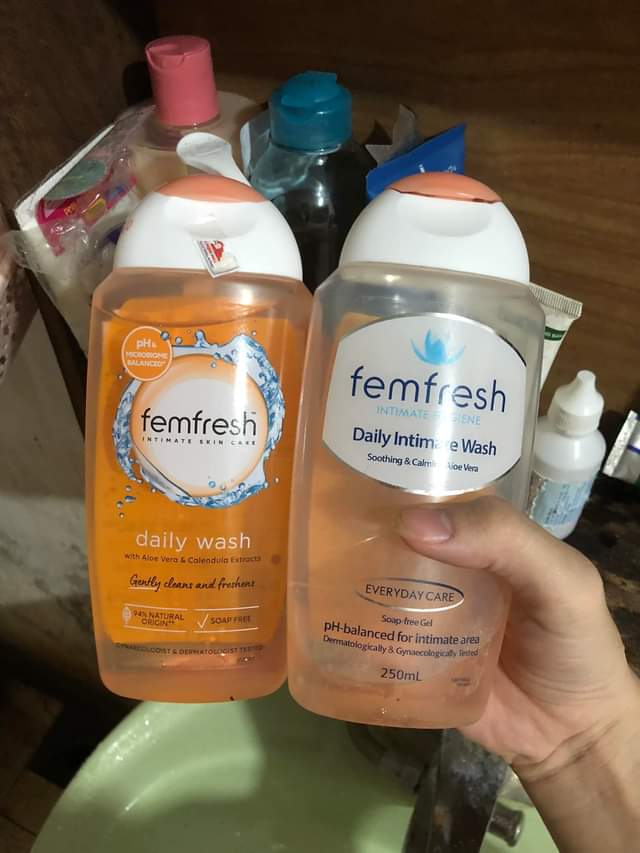 pH &
MICROBIOME
BALANCED^
femfresh™
INTIMATE SKIN CARE
daily wash
with Aloe Vera & Calendula Extracts
Gently cleans and freshens
94% NATURAL
ORIGIN**
SOAP FREE
GYNAECOLOGIST & DERMATOLOGIST TESTED
femfresh
INTIMATE HYGIENE
Daily Intimate Wash
Soothing & Calming Aloe Vera
EVERYDAY CARE
Soap-free Gel
pH-balanced for intimate area
Dermatologically & Gynaecologically Tested
250mL